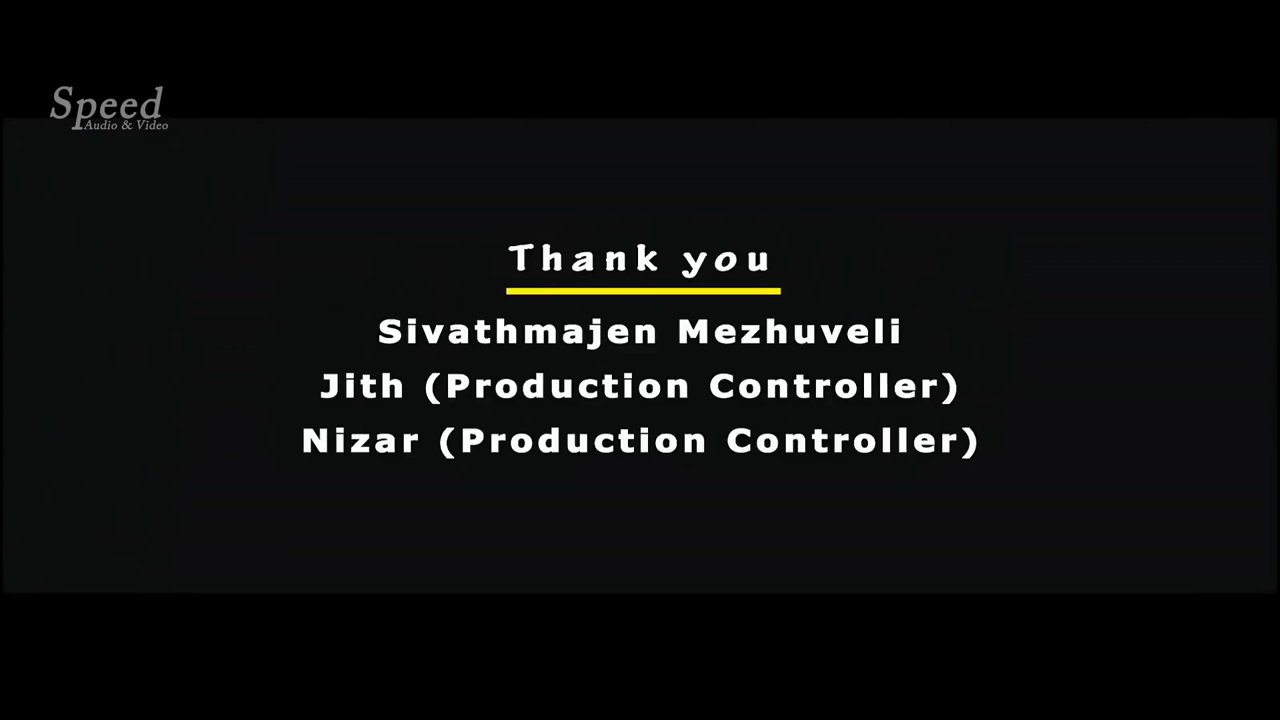 Speed
Audio & Video
Thank you
Sivathmajen Mezhuveli
Jith (Production Controller)
Nizar (Production Controller)